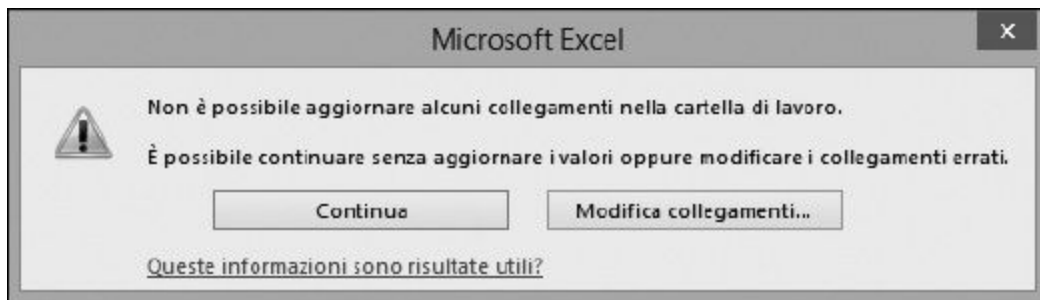 Microsoft Excel
Non è possibile aggiornare alcuni collegamenti nella cartella di lavoro.
È possibile continuare senza aggiornare i valori oppure modificare i collegamenti errati.
Continua
Modifica collegamenti...
Queste informazioni sono risultate utili?